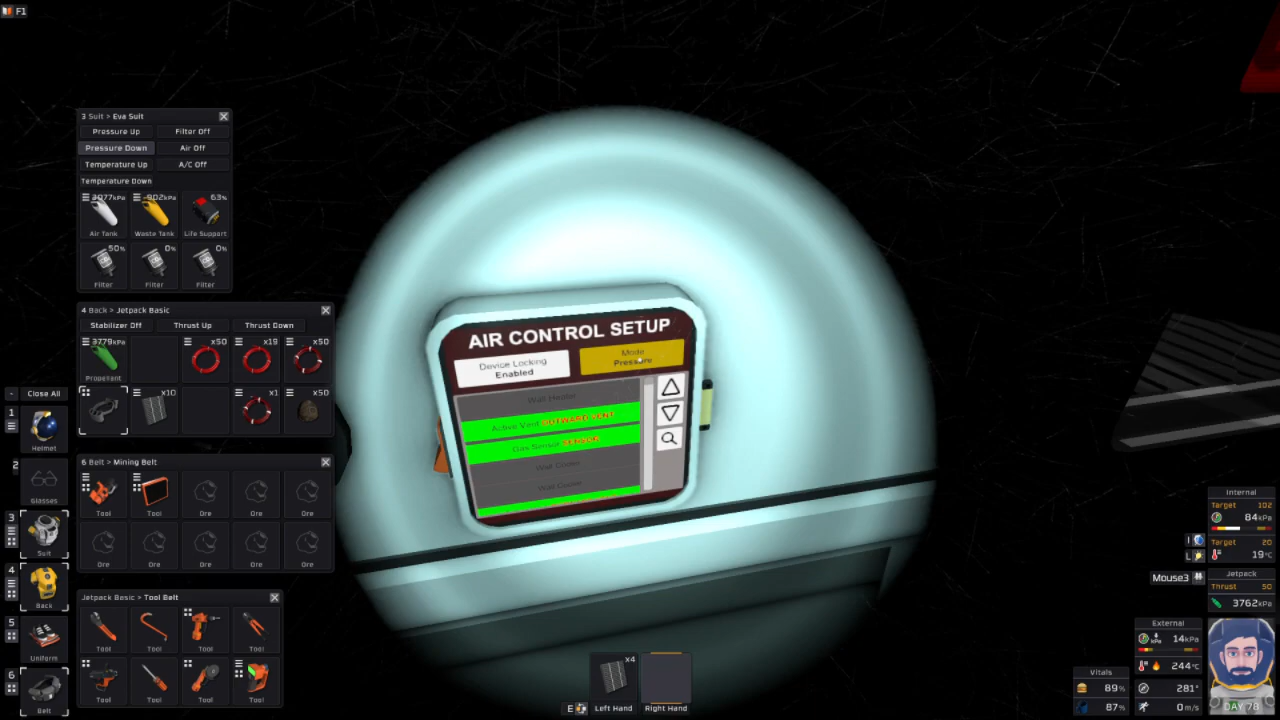 F1
3 Suit > Eva Suit
Pressure Up Filter Off
Pressure Down Air Off
Temperature Up A/C Off
Temperature Down
3077kPa -902kPa 63%
Air Tank Waste Tank Life Support
50% 0% 0%
Filter Filter Filter
4 Back > Jetpack Basic
Stabilizer Off Thrust Up Thrust Down
3779kPa x50 x19 x50
Propellant
x10 x1 x50
6 Belt > Mining Belt
Tool Tool Ore Ore Ore
Ore Ore Ore Ore Ore
Jetpack Basic > Tool Belt
Tool Tool Tool Tool
Tool Tool Tool Tool
- Close All
1
Helmet
2
Glasses
3
Suit
4
Back
5
Uniform
6
Belt
AIR CONTROL SETUP
Device Locking
Enabled
Mode
Pressure
Wall Heater
Active Vent OUTWARD VENT
Gas Sensor SENSOR
Wall Cooler
Wall Cooler
x4
E Left Hand Right Hand
Internal
Target 102
84kPa
Target 20
19°C
Mouse3
Jetpack
Thrust 50
3762kPa
External
kPa 14kPa
244°C
281°
0m/s
Vitals
89%
87%
DAY 78